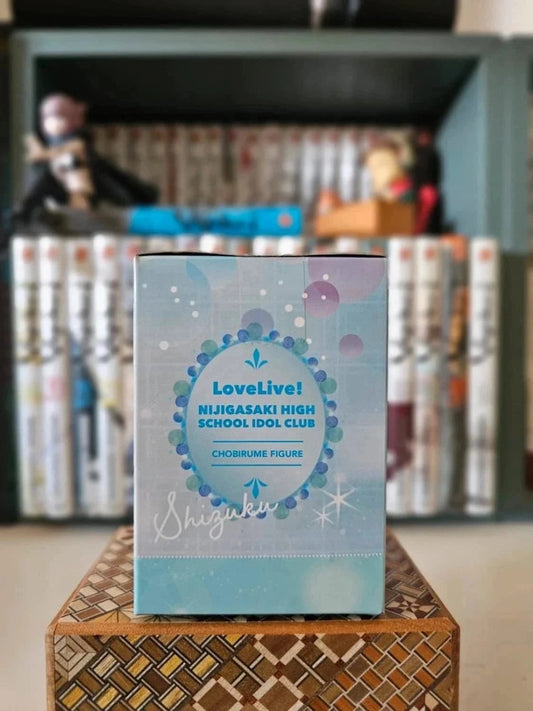 LoveLive!
NIJIGASAKI HIGH
SCHOOL IDOL CLUB
CHOBIRUME FIGURE
Shizuku